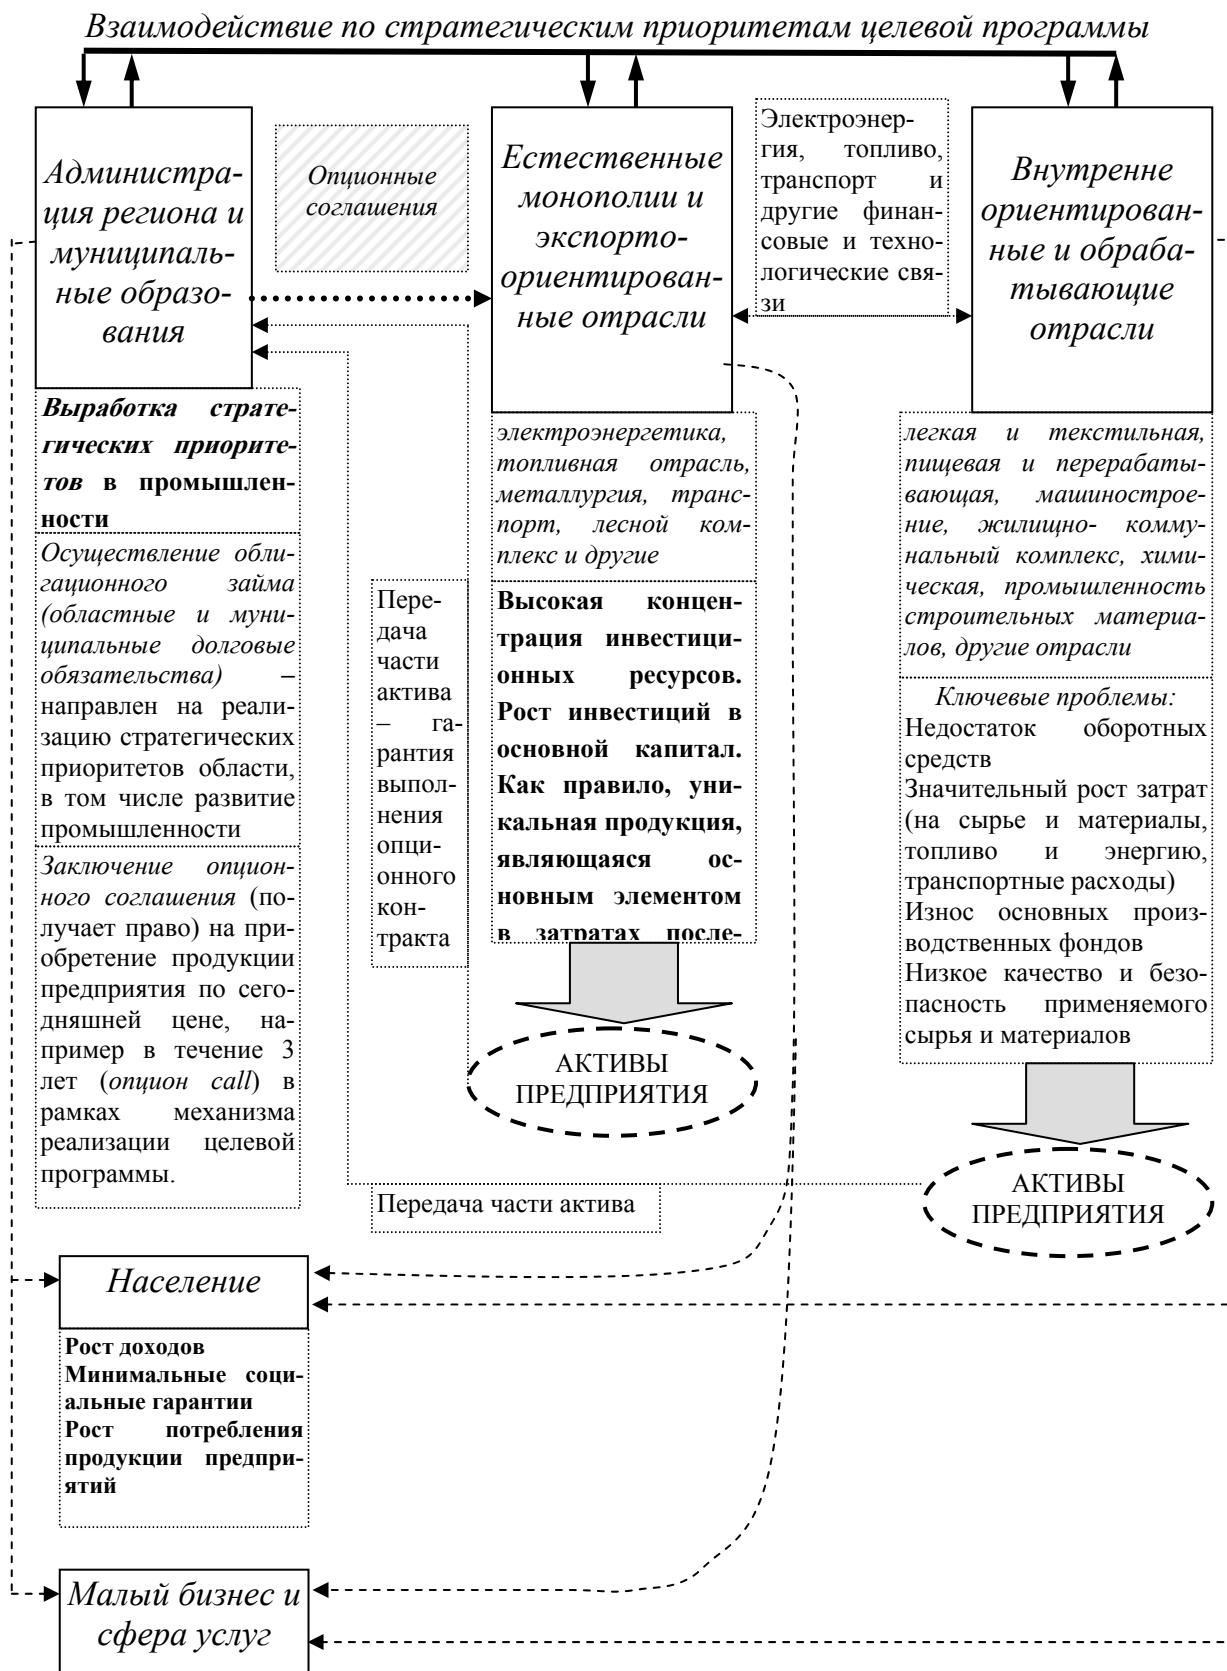 Взаимодействие по стратегическим приоритетам целевой программы
Администра-
ция региона и
муниципаль-
ные образо-
вания
Опционные
соглашения
Естественные
монополии и
экспорто-
ориентирован-
ные отрасли
Электроэнер-
гия, топливо,
транспорт и
другие финан-
совые и техно-
логические свя-
зи
Внутренне
ориентирован-
ные и обраба-
тывающие
отрасли
Выработка страте-
гических приорите-
тов в промышлен-
ности
Осуществление обли-
гационного займа
(областные и муни-
ципальные долговые
обязательства) –
направлен на реали-
зацию стратегических
приоритетов области,
в том числе развитие
промышленности
Заключение опцион-
ного соглашения (по-
лучает право) на при-
обретение продукции
предприятия по сего-
дняшней цене, на-
пример в течение 3
лет (опцион call) в
рамках механизма
реализации целевой
программы.
Пере-
дача
части
актива
– га-
рантия
выпол-
нения
опци-
онного
кон-
тракта
электроэнергетика,
топливная отрасль,
металлургия, транс-
порт, лесной ком-
плекс и другие
Высокая концен-
трация инвестици-
онных ресурсов.
Рост инвестиций в
основной капитал.
Как правило, уни-
кальная продукция,
являющаяся ос-
новным элементом
в затратах после-
АКТИВЫ
ПРЕДПРИЯТИЯ
легкая и текстильная,
пищевая и перерабаты-
вающая, машинострое-
ние, жилищно- комму-
нальный комплекс, хими-
ческая, промышленность
строительных материа-
лов, другие отрасли
Ключевые проблемы:
Недостаток оборотных
средств
Значительный рост затрат
(на сырье и материалы,
топливо и энергию,
транспортные расходы)
Износ основных произ-
водственных фондов
Низкое качество и безо-
пасность применяемого
сырья и материалов
АКТИВЫ
ПРЕДПРИЯТИЯ
Передача части актива
Население
Рост доходов
Минимальные соци-
альные гарантии
Рост потребления
продукции предпри-
ятий
Малый бизнес и
сфера услуг